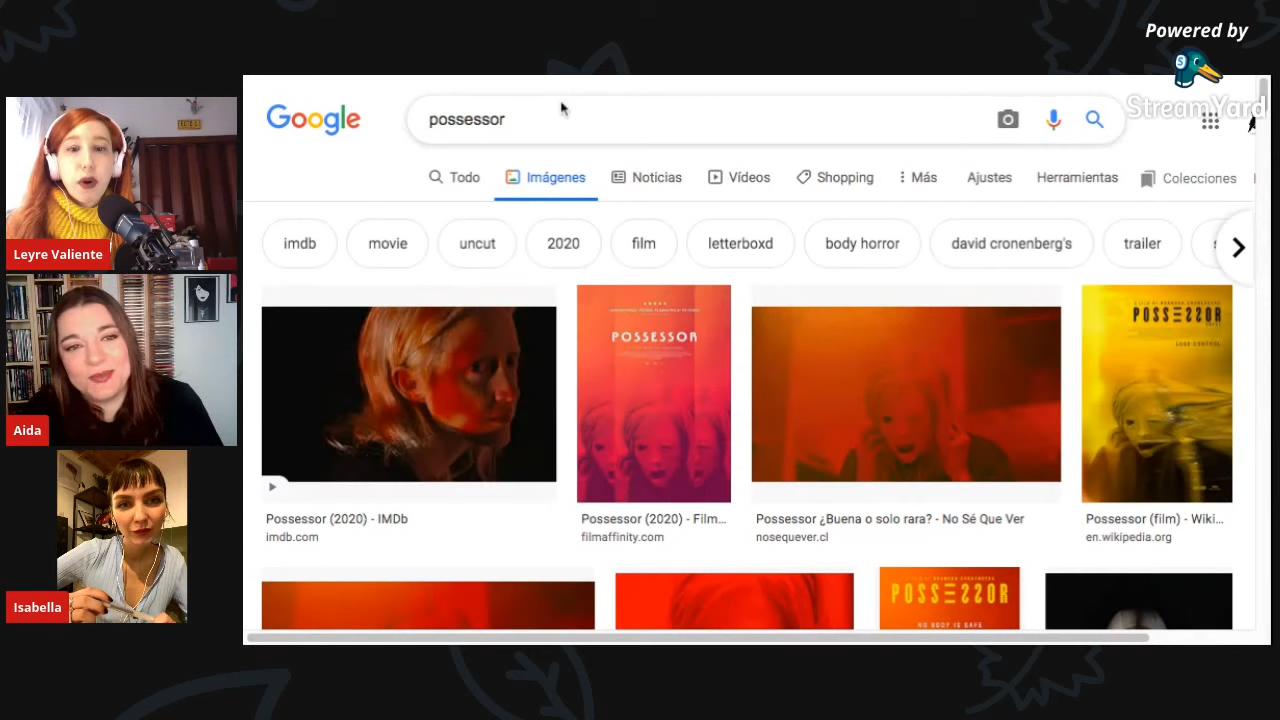 Powered by
StreamYard
Leyre Valiente
Aida
Isabella
Google
possessor
Todo
Imágenes
Noticias
Vídeos
Shopping
Más
Ajustes
Herramientas
Colecciones
imdb
movie
uncut
2020
film
letterboxd
body horror
david cronenberg's
trailer
POSSESSOR
POSSESSOR
LOSE CONTROL
Possessor (2020) - IMDb
imdb.com
Possessor (2020) - Film...
filmaffinity.com
Possessor ¿Buena o solo rara? - No Sé Que Ver
nosequever.cl
Possessor (film) - Wiki...
en.wikipedia.org
POSSESSOR
NO BODY IS SAFE